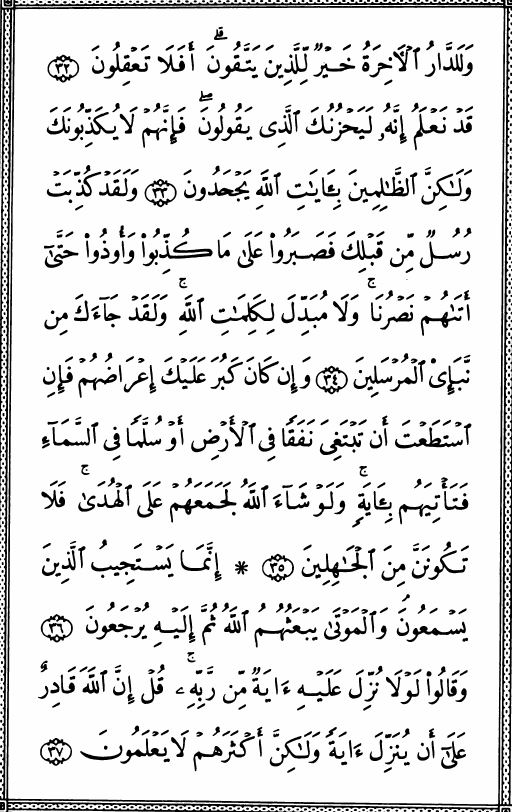 وَلَلدَّارُ ٱلۡأٓخِرَةُ خَيۡرٞ لِّلَّذِينَ يَتَّقُونَۚ أَفَلَا تَعۡقِلُونَ ٣٢
قَدۡ نَعۡلَمُ إِنَّهُۥ لَيَحۡزُنُكَ ٱلَّذِي يَقُولُونَۖ فَإِنَّهُمۡ لَا يُكَذِّبُونَكَ
وَلَٰكِنَّ ٱلظَّٰلِمِينَ بِـَٔايَٰتِ ٱللَّهِ يَجۡحَدُونَ ٣٣ وَلَقَدۡ كُذِّبَتۡ
رُسُلٞ مِّن قَبۡلِكَ فَصَبَرُواْ عَلَىٰ مَا كُذِّبُواْ وَأُوذُواْ حَتَّىٰٓ
أَتَىٰهُمۡ نَصۡرُنَاۚ وَلَا مُبَدِّلَ لِكَلِمَٰتِ ٱللَّهِۚ وَلَقَدۡ جَآءَكَ مِن
نَّبَإِيْ ٱلۡمُرۡسَلِينَ ٣٤ وَإِن كَانَ كَبُرَ عَلَيۡكَ إِعۡرَاضُهُمۡ فَإِنِ
ٱسۡتَطَعۡتَ أَن تَبۡتَغِيَ نَفَقٗا فِي ٱلۡأَرۡضِ أَوۡ سُلَّمٗا فِي ٱلسَّمَآءِ
فَتَأۡتِيَهُم بِـَٔايَةٖۚ وَلَوۡ شَآءَ ٱللَّهُ لَجَمَعَهُمۡ عَلَى ٱلۡهُدَىٰۚ فَلَا
تَكُونَنَّ مِنَ ٱلۡجَٰهِلِينَ ٣٥ * إِنَّمَا يَسۡتَجِيبُ ٱلَّذِينَ
يَسۡمَعُونَۘ وَٱلۡمَوۡتَىٰ يَبۡعَثُهُمُ ٱللَّهُ ثُمَّ إِلَيۡهِ يُرۡجَعُونَ ٣٦
وَقَالُواْ لَوۡلَا نُزِّلَ عَلَيۡهِ ءَايَةٞ مِّن رَّبِّهِۦۚ قُلۡ إِنَّ ٱللَّهَ قَادِرٌ
عَلَىٰٓ أَن يُنَزِّلَ ءَايَةٗ وَلَٰكِنَّ أَكۡثَرَهُمۡ لَا يَعۡلَمُونَ ٣٧